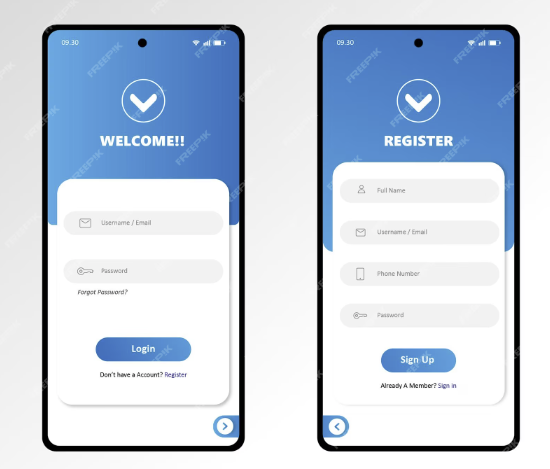 09.30
WELCOME!!
Username / Email
Password
Forgot Password?
Login
Don't have a Account? Register
09.30
REGISTER
Full Name
Username / Email
Phone Number
Password
Sign Up
Already A Member? Sign in
FREEPIK